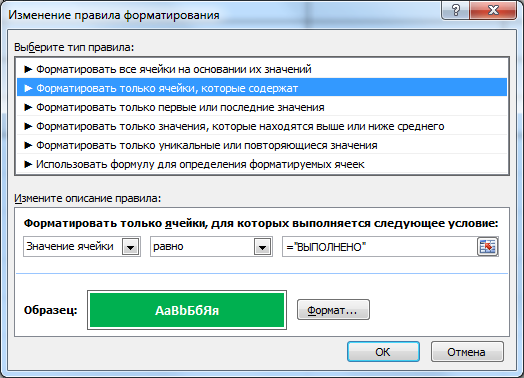 Изменение правила форматирования
Выберите тип правила:
► Форматировать все ячейки на основании их значений
► Форматировать только ячейки, которые содержат
► Форматировать только первые или последние значения
► Форматировать только значения, которые находятся выше или ниже среднего
► Форматировать только уникальные или повторяющиеся значения
► Использовать формулу для определения форматируемых ячеек
Измените описание правила:
Форматировать только ячейки, для которых выполняется следующее условие:
Значение ячейки равно ="ВЫПОЛНЕНО"
Образец: АаВbБбЯя Формат...
ОК Отмена